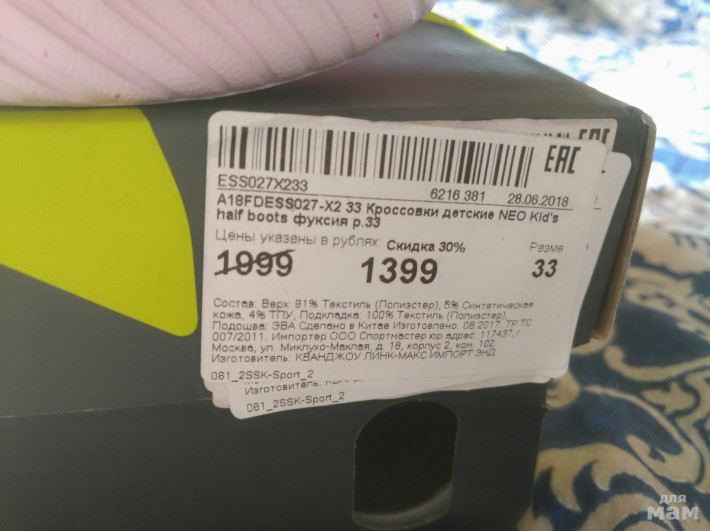 EAC
ESS027X233
6216 381 28.06.2018
A18FDESS027-X2 33 Кроссовки детские NEO Kid's
half boots фуксия р.33
Цены указаны в рублях Скидка 30% Разме
1999 1399 33
Состав: Верх: 91% Текстиль (Полиэстер), 5% Синтетическая
кожа, 4% ТПУ, Подкладка: 100% Текстиль (Полиэстер),
Подошва: ЭВА Сделано в Китае Изготовлено: 08.2017. ТР ТС
007/2011. Импортер ООО Спортмастер юр.адрес: 117437, г.
Москва, ул. Миклухо-Маклая, д. 18, корпус 2, ком. 102
Изготовитель: КВАНДЖОУ ЛИНК-МАКС ИМПОРТ ЭНД
061_2SSK-Sport_2
Изготовитель:
061_2SSK-Sport_2
для
мам